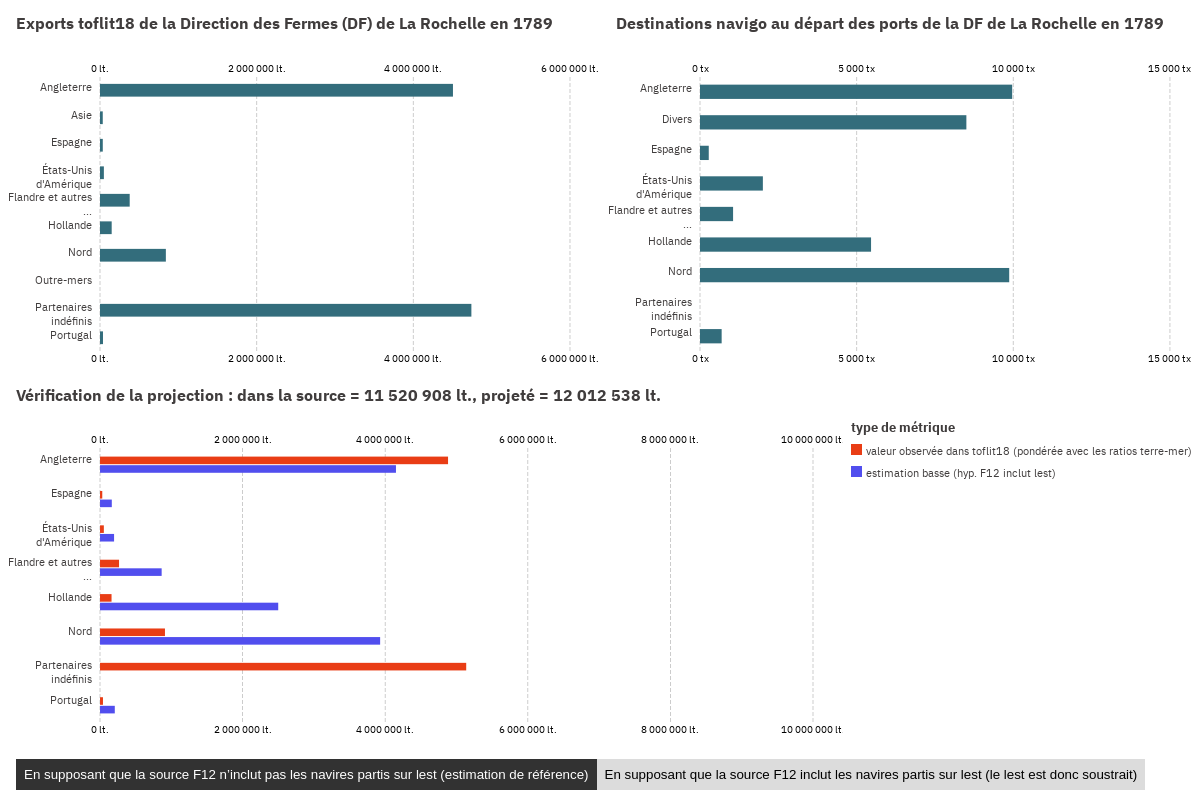 Exports toflit18 de la Direction des Fermes (DF) de La Rochelle en 1789
0 lt. 2 000 000 lt. 4 000 000 lt. 6 000 000 lt.
Angleterre
Asie
Espagne
États-Unis
d'Amérique
Flandre et autres
...
Hollande
Nord
Outre-mers
Partenaires
indéfinis
Portugal
0 lt. 2 000 000 lt. 4 000 000 lt. 6 000 000 lt.
Destinations navigo au départ des ports de la DF de La Rochelle en 1789
0 tx 5 000 tx 10 000 tx 15 000 tx
Angleterre
Divers
Espagne
États-Unis
d'Amérique
Flandre et autres
...
Hollande
Nord
Partenaires
indéfinis
Portugal
0 tx 5 000 tx 10 000 tx 15 000 tx
Vérification de la projection : dans la source = 11 520 908 lt., projeté = 12 012 538 lt.
0 lt. 2 000 000 lt. 4 000 000 lt. 6 000 000 lt. 8 000 000 lt. 10 000 000 lt
Angleterre
Espagne
États-Unis
d'Amérique
Flandre et autres
...
Hollande
Nord
Partenaires
indéfinis
Portugal
0 lt. 2 000 000 lt. 4 000 000 lt. 6 000 000 lt. 8 000 000 lt. 10 000 000 lt
type de métrique
valeur observée dans toflit18 (pondérée avec les ratios terre-mer)
estimation basse (hyp. F12 inclut lest)
En supposant que la source F12 n’inclut pas les navires partis sur lest (estimation de référence)
En supposant que la source F12 inclut les navires partis sur lest (le lest est donc soustrait)